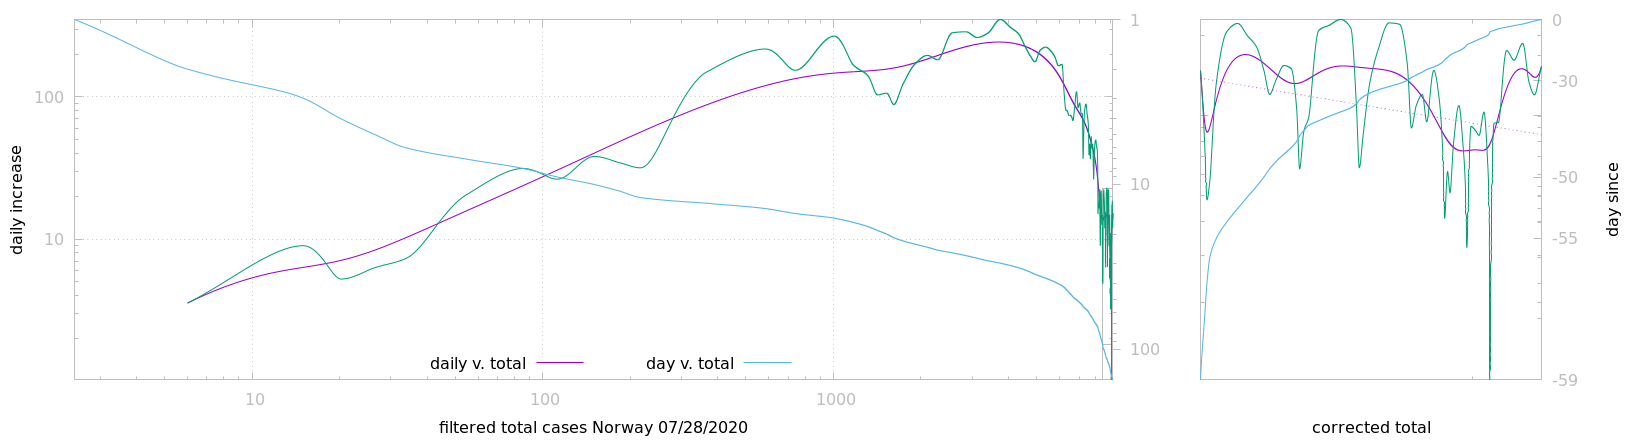 daily increase
100
10
10
100
1000
1
10
100
daily v. total
day v. total
filtered total cases Norway 07/28/2020
0
-30
-50
-55
-59
day since
corrected total